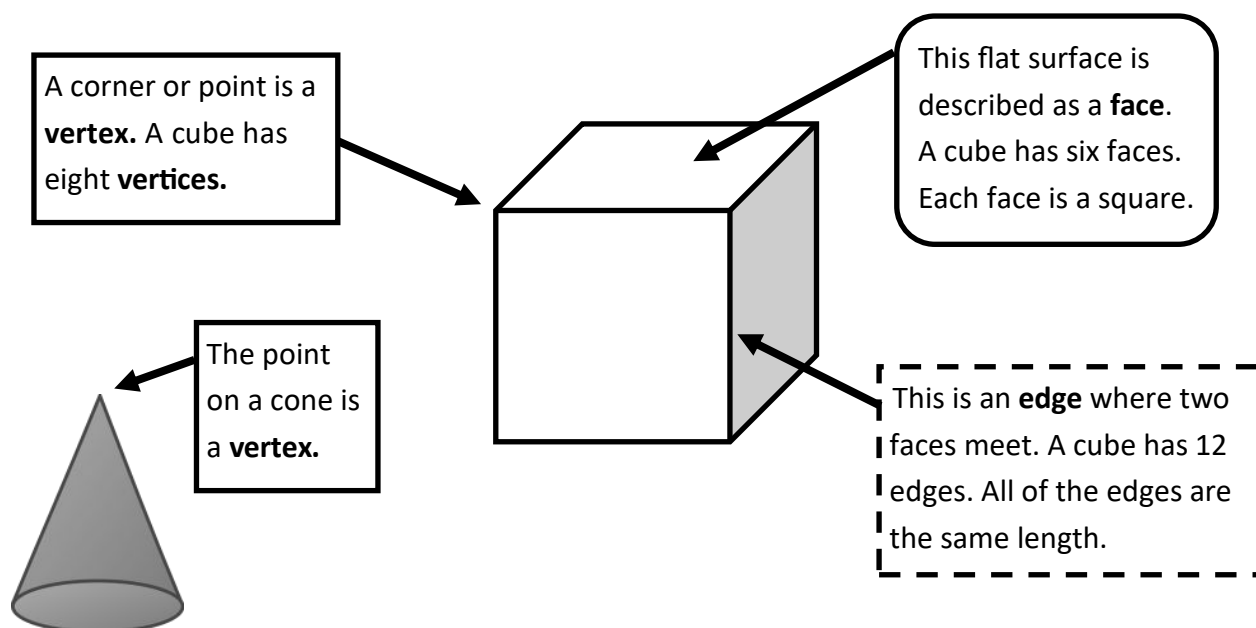 A corner or point is a
vertex. A cube has
eight vertices.
This flat surface is
described as a face.
A cube has six faces.
Each face is a square.
The point
on a cone is
a vertex.
This is an edge where two
faces meet. A cube has 12
edges. All of the edges are
the same length.